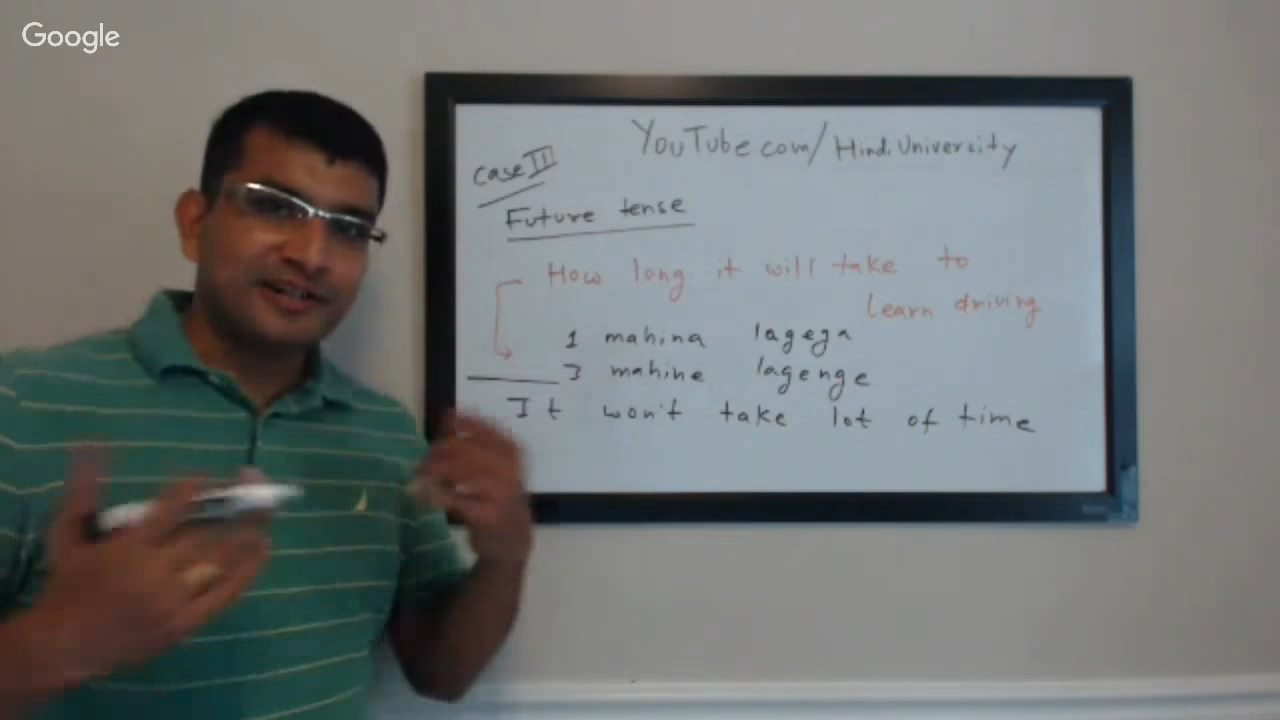 Google
YouTube.com/HindiUniversity
Case III
Future tense
How long it will take to
learn driving
1 mahina lagega
3 mahine lagenge
It won't take lot of time